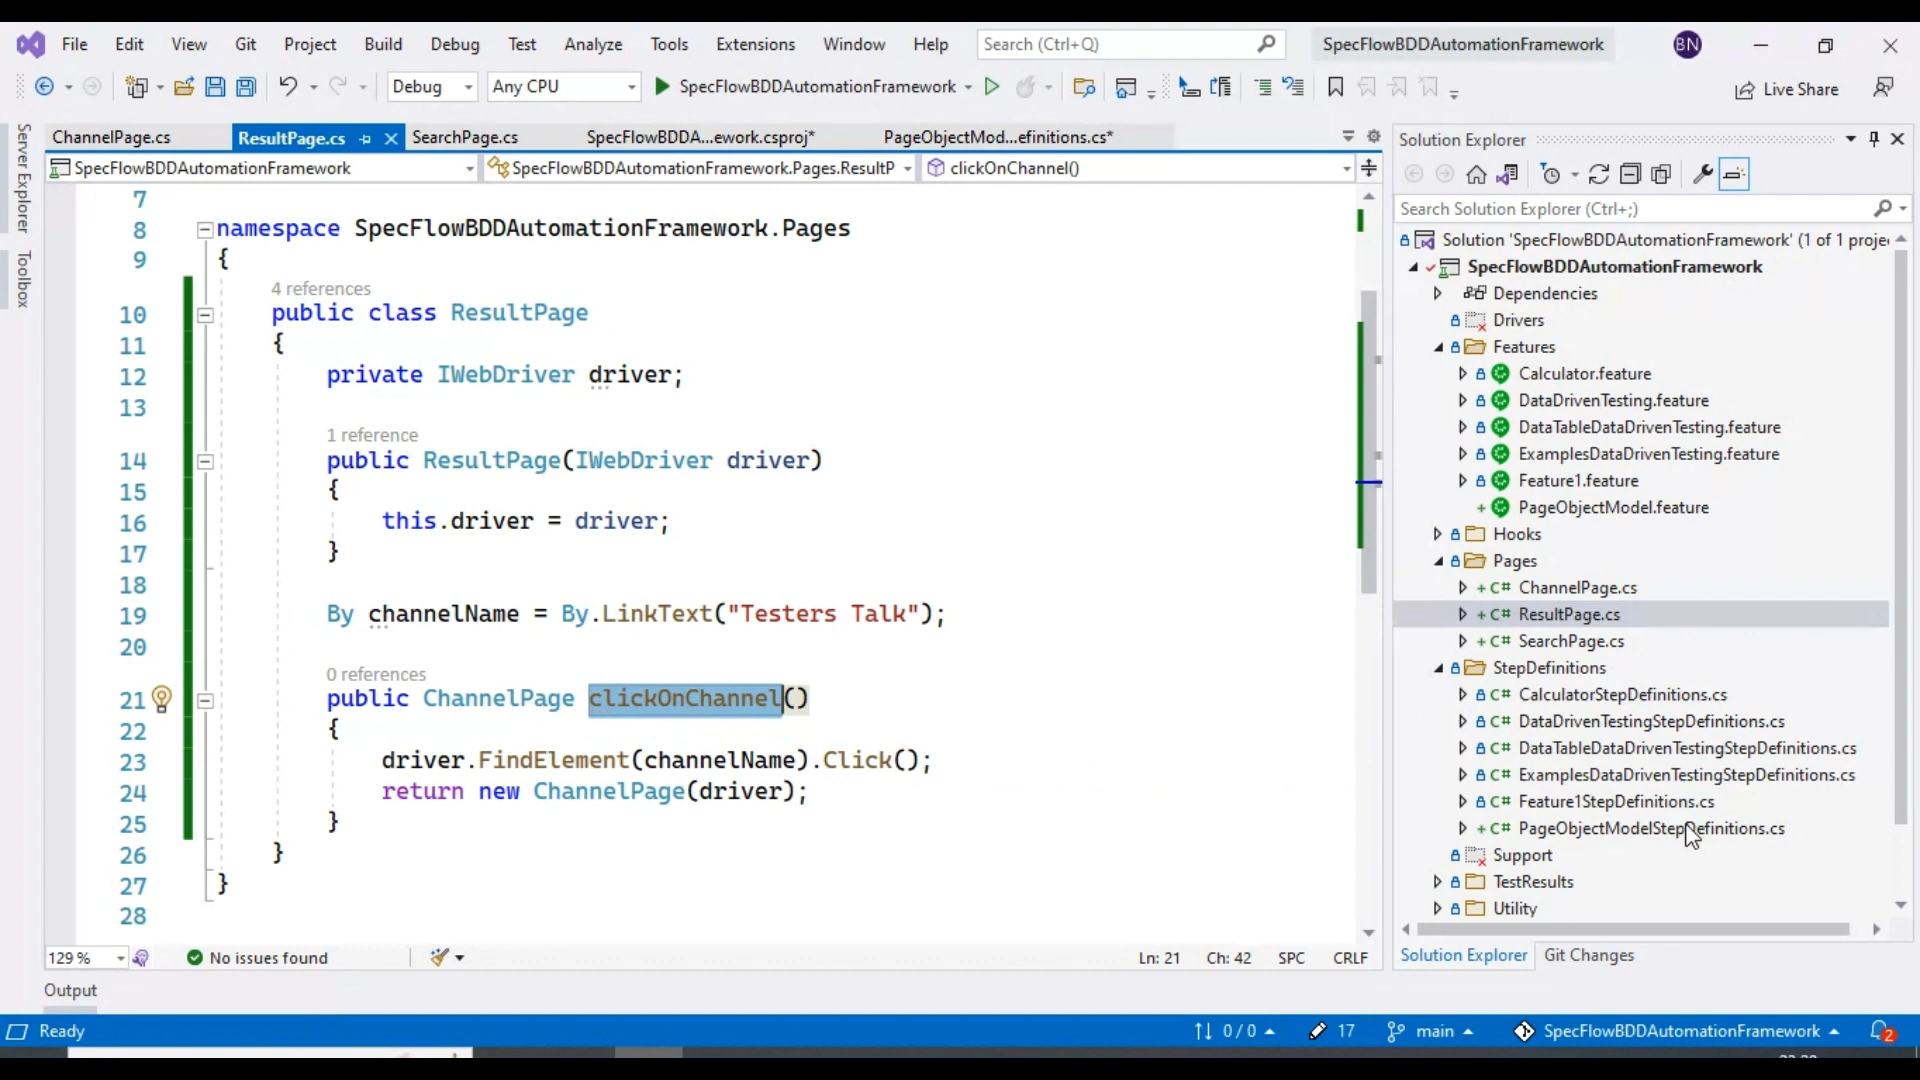 File Edit View Git Project Build Debug Test Analyze Tools Extensions Window Help Search (Ctrl+Q) SpecFlowBDDAutomationFramework BN
Debug Any CPU SpecFlowBDDAutomationFramework Live Share
Server Explorer
Toolbox
ChannelPage.cs ResultPage.cs SearchPage.cs SpecFlowBDDA...ework.csproj* PageObjectMod...efinitions.cs*
SpecFlowBDDAutomationFramework SpecFlowBDDAutomationFramework.Pages.ResultP clickOnChannel()
7
8 namespace SpecFlowBDDAutomationFramework.Pages
9 {
4 references
10 public class ResultPage
11 {
12 private IWebDriver driver;
13
1 reference
14 public ResultPage(IWebDriver driver)
15 {
16 this.driver = driver;
17 }
18
19 By channelName = By.LinkText("Testers Talk");
20
0 references
21 public ChannelPage clickOnChannel()
22 {
23 driver.FindElement(channelName).Click();
24 return new ChannelPage(driver);
25 }
26 }
27 }
28
129 % No issues found Ln: 21 Ch: 42 SPC CRLF
Output
Solution Explorer
Search Solution Explorer (Ctrl+;)
Solution 'SpecFlowBDDAutomationFramework' (1 of 1 proje
SpecFlowBDDAutomationFramework
Dependencies
Drivers
Features
Calculator.feature
DataDrivenTesting.feature
DataTableDataDrivenTesting.feature
ExamplesDataDrivenTesting.feature
Feature1.feature
PageObjectModel.feature
Hooks
Pages
C# ChannelPage.cs
C# ResultPage.cs
C# SearchPage.cs
StepDefinitions
C# CalculatorStepDefinitions.cs
C# DataDrivenTestingStepDefinitions.cs
C# DataTableDataDrivenTestingStepDefinitions.cs
C# ExamplesDataDrivenTestingStepDefinitions.cs
C# Feature1StepDefinitions.cs
C# PageObjectModelStepDefinitions.cs
Support
TestResults
Utility
Solution Explorer Git Changes
Ready 0 / 0 17 main SpecFlowBDDAutomationFramework 2